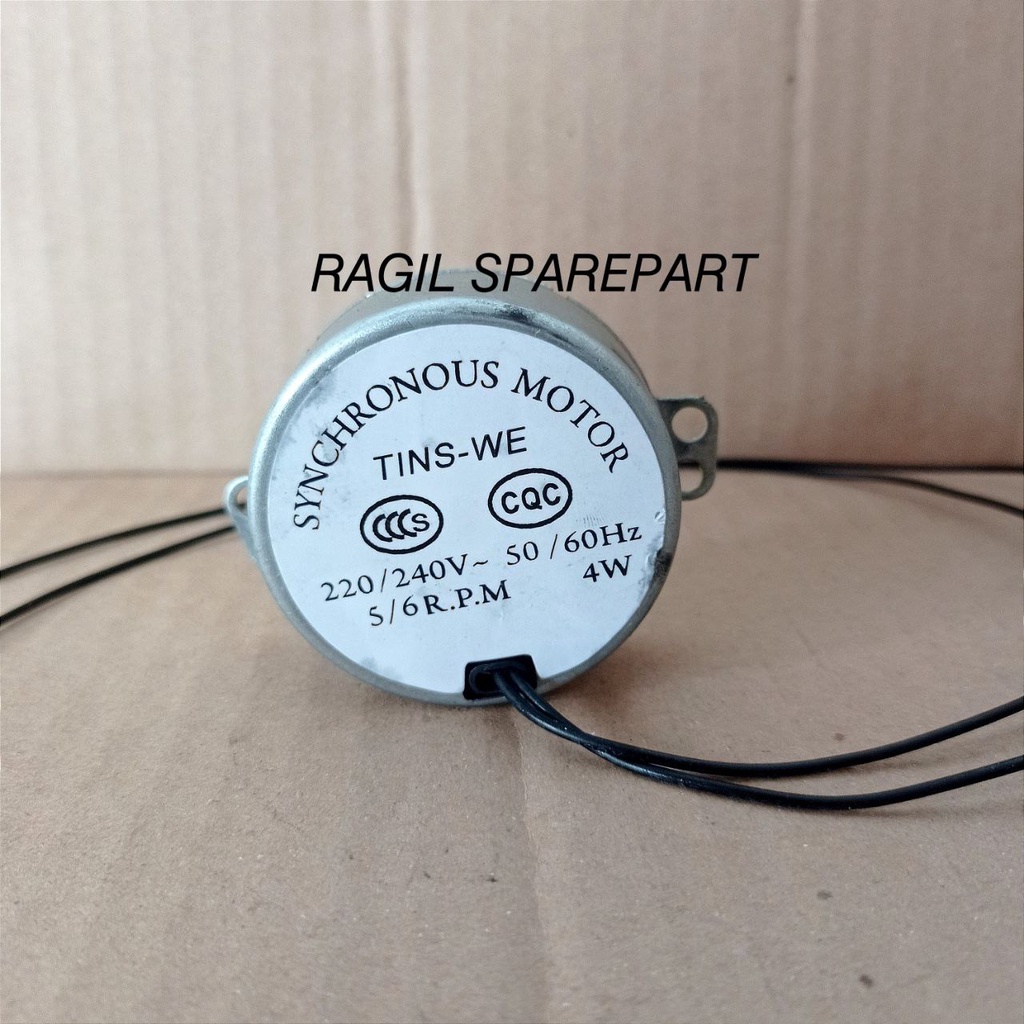 RAGIL SPAREPART
SYNCHRONOUS MOTOR
TINS-WE
CCCS CQC
220/240V~ 50/60Hz
5/6R.P.M 4W